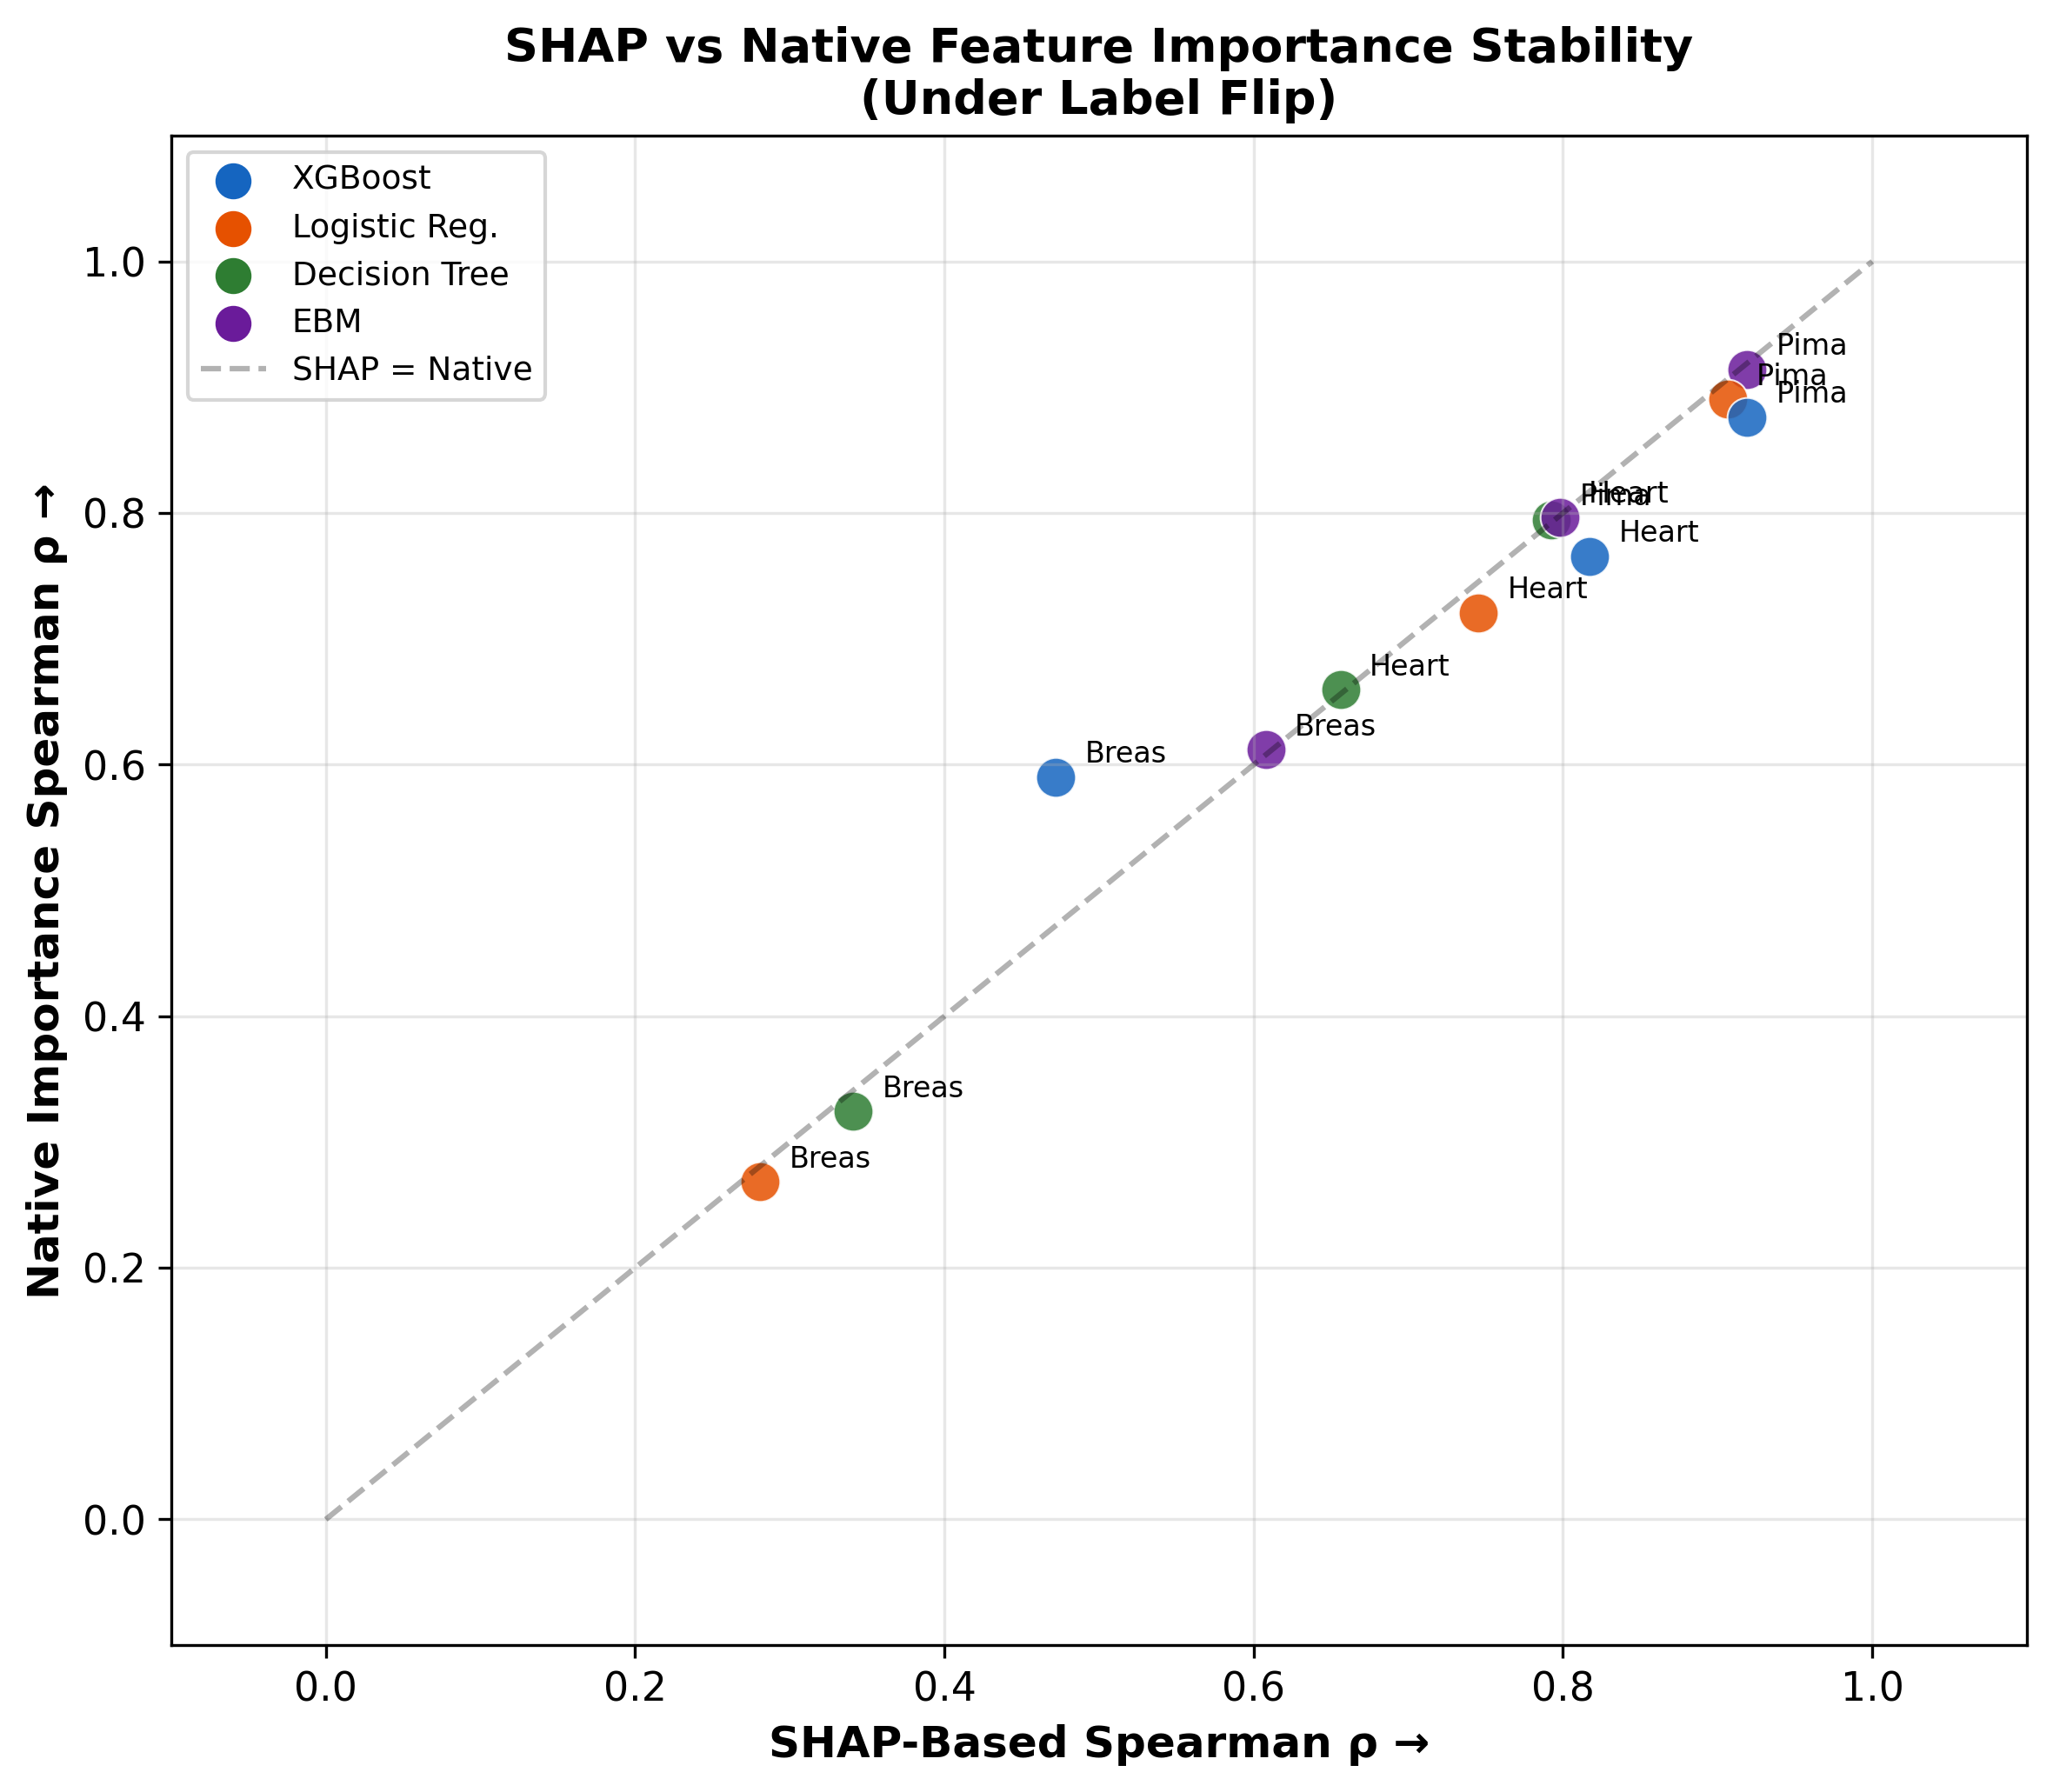 SHAP vs Native Feature Importance Stability
(Under Label Flip)
XGBoost
Logistic Reg.
Decision Tree
EBM
SHAP = Native
Native Importance Spearman ρ →
1.0
0.8
0.6
0.4
0.2
0.0
Pima
Pima
Pima
Pima
Heart
Heart
Heart
Heart
Breas
Breas
Breas
Breas
0.0
0.2
0.4
0.6
0.8
1.0
SHAP-Based Spearman ρ →